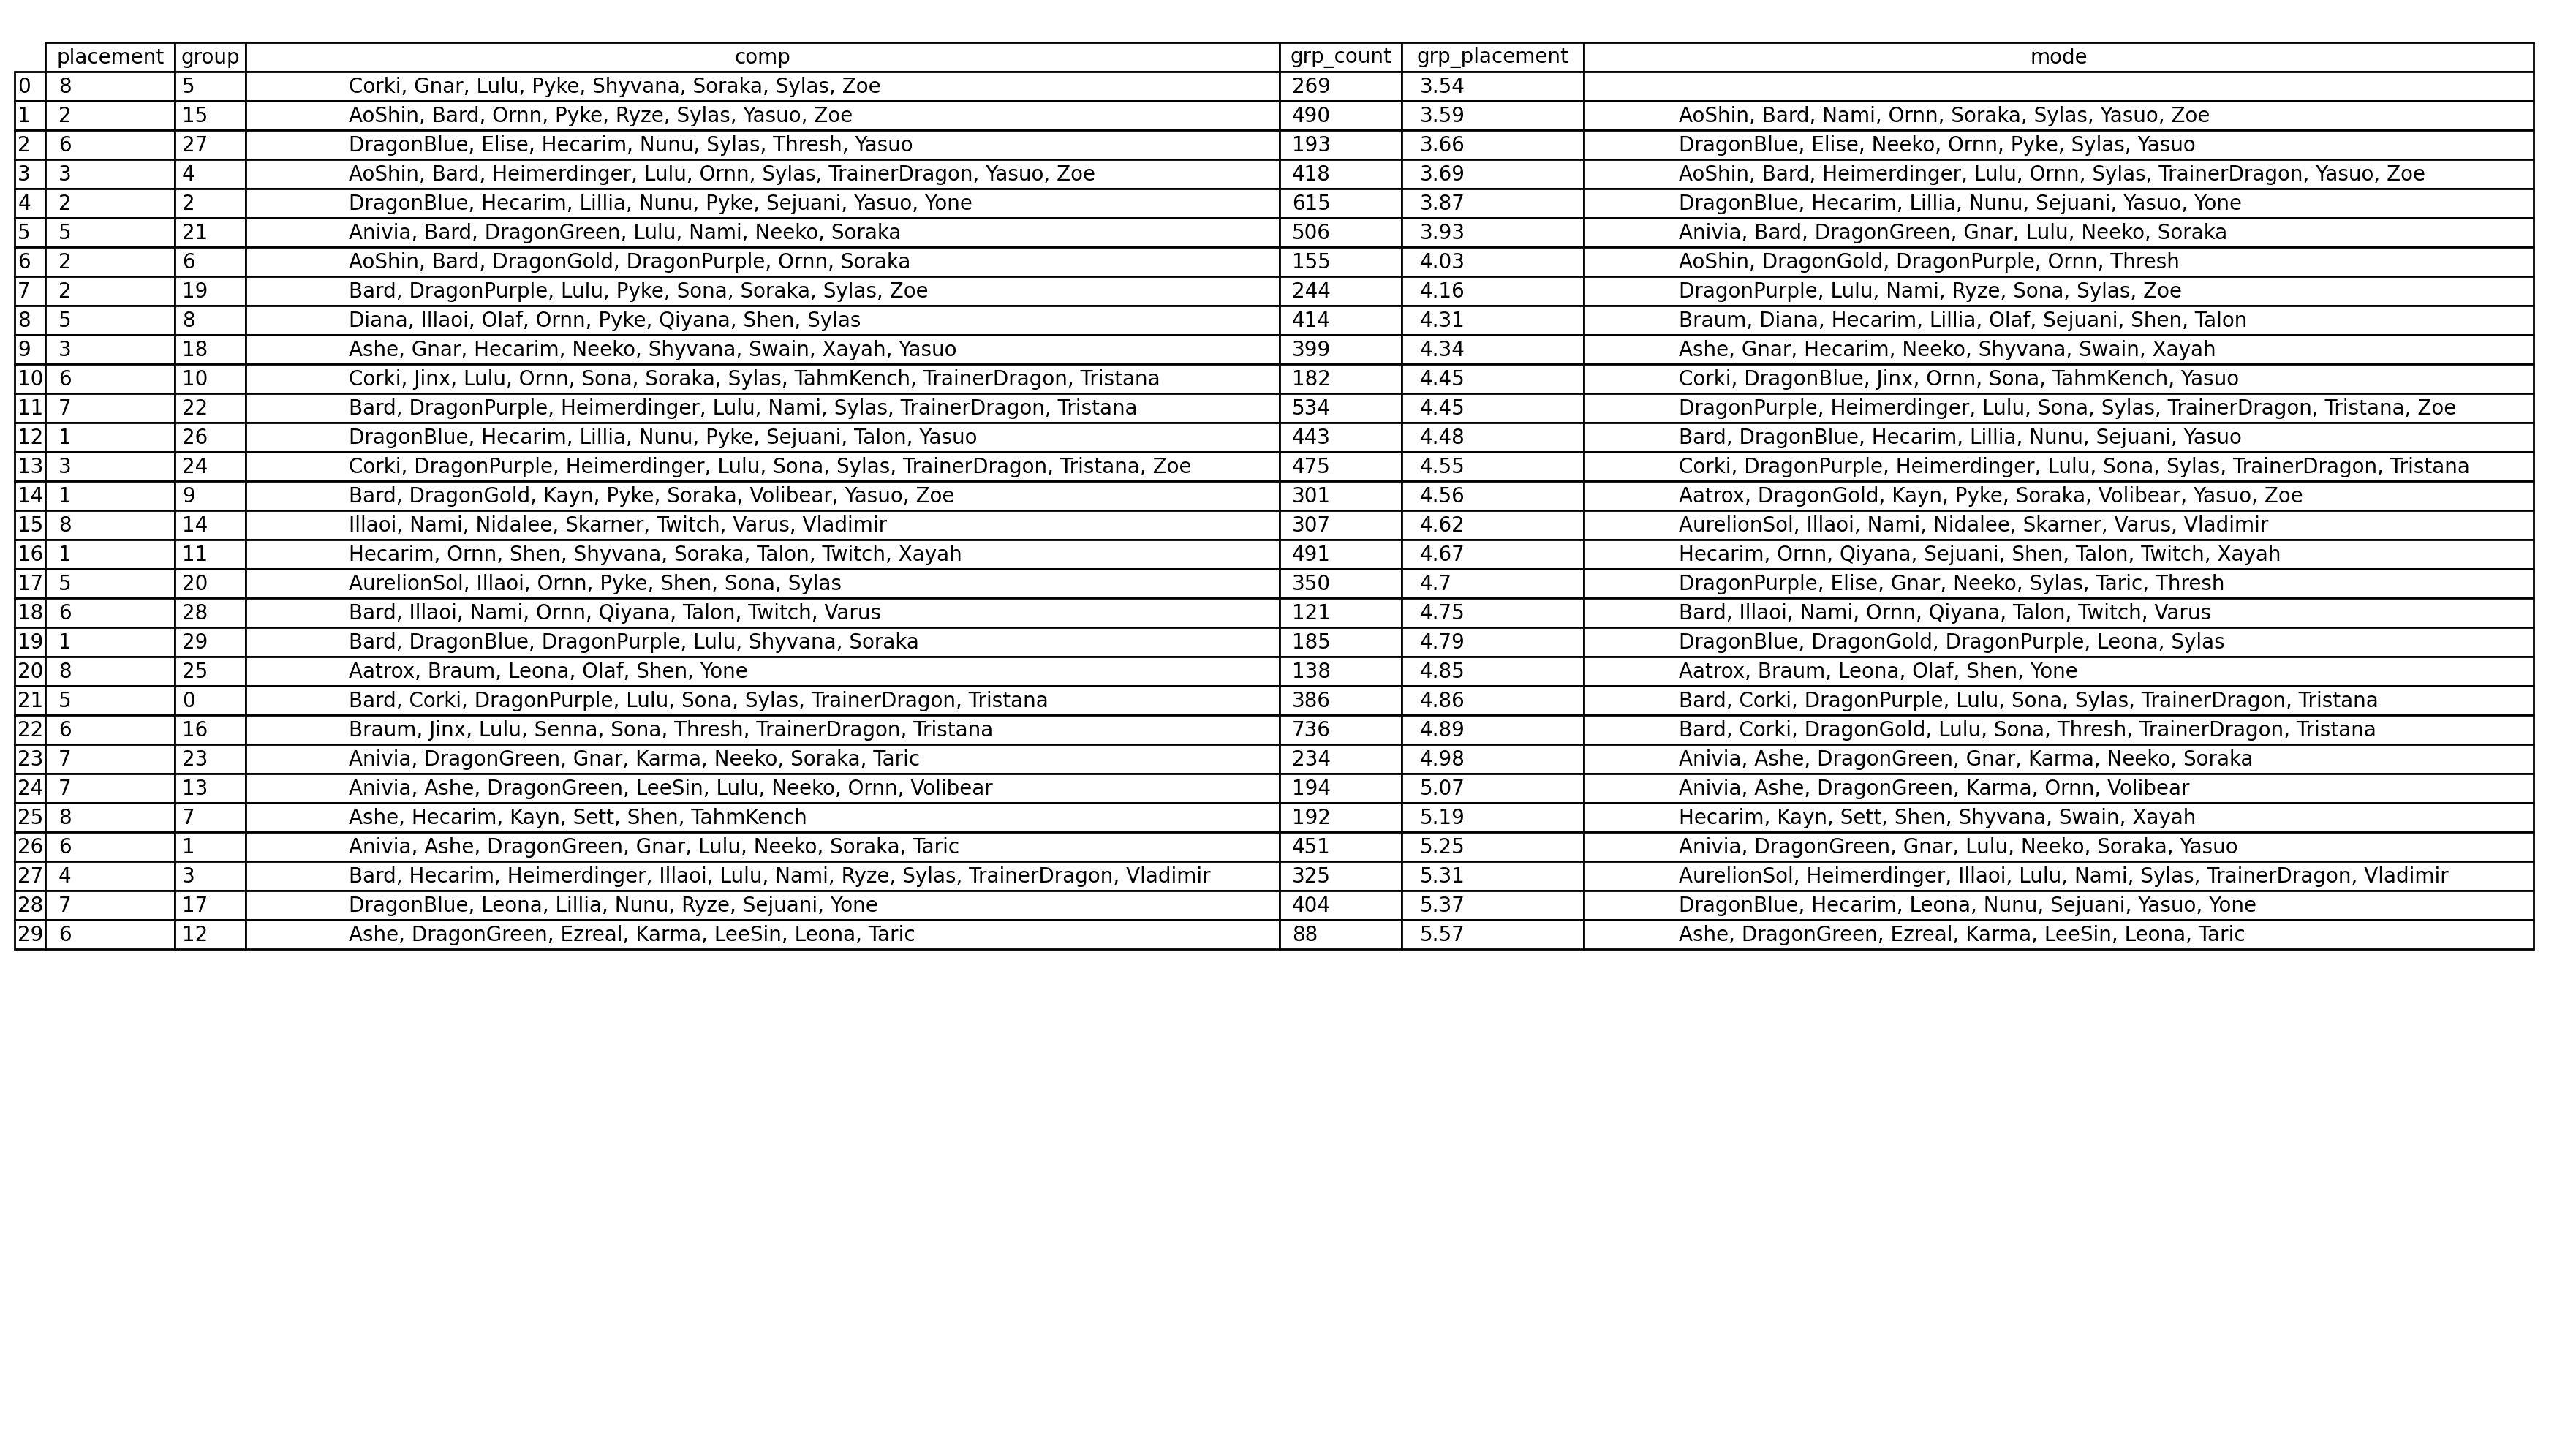 placement group comp grp_count grp_placement mode
0 8 5 Corki, Gnar, Lulu, Pyke, Shyvana, Soraka, Sylas, Zoe 269 3.54
1 2 15 AoShin, Bard, Ornn, Pyke, Ryze, Sylas, Yasuo, Zoe 490 3.59 AoShin, Bard, Nami, Ornn, Soraka, Sylas, Yasuo, Zoe
2 6 27 DragonBlue, Elise, Hecarim, Nunu, Sylas, Thresh, Yasuo 193 3.66 DragonBlue, Elise, Neeko, Ornn, Pyke, Sylas, Yasuo
3 3 4 AoShin, Bard, Heimerdinger, Lulu, Ornn, Sylas, TrainerDragon, Yasuo, Zoe 418 3.69 AoShin, Bard, Heimerdinger, Lulu, Ornn, Sylas, TrainerDragon, Yasuo, Zoe
4 2 2 DragonBlue, Hecarim, Lillia, Nunu, Pyke, Sejuani, Yasuo, Yone 615 3.87 DragonBlue, Hecarim, Lillia, Nunu, Sejuani, Yasuo, Yone
5 5 21 Anivia, Bard, DragonGreen, Lulu, Nami, Neeko, Soraka 506 3.93 Anivia, Bard, DragonGreen, Gnar, Lulu, Neeko, Soraka
6 2 6 AoShin, Bard, DragonGold, DragonPurple, Ornn, Soraka 155 4.03 AoShin, DragonGold, DragonPurple, Ornn, Thresh
7 2 19 Bard, DragonPurple, Lulu, Pyke, Sona, Soraka, Sylas, Zoe 244 4.16 DragonPurple, Lulu, Nami, Ryze, Sona, Sylas, Zoe
8 5 8 Diana, Illaoi, Olaf, Ornn, Pyke, Qiyana, Shen, Sylas 414 4.31 Braum, Diana, Hecarim, Lillia, Olaf, Sejuani, Shen, Talon
9 3 18 Ashe, Gnar, Hecarim, Neeko, Shyvana, Swain, Xayah, Yasuo 399 4.34 Ashe, Gnar, Hecarim, Neeko, Shyvana, Swain, Xayah
10 6 10 Corki, Jinx, Lulu, Ornn, Sona, Soraka, Sylas, TahmKench, TrainerDragon, Tristana 182 4.45 Corki, DragonBlue, Jinx, Ornn, Sona, TahmKench, Yasuo
11 7 22 Bard, DragonPurple, Heimerdinger, Lulu, Nami, Sylas, TrainerDragon, Tristana 534 4.45 DragonPurple, Heimerdinger, Lulu, Sona, Sylas, TrainerDragon, Tristana, Zoe
12 1 26 DragonBlue, Hecarim, Lillia, Nunu, Pyke, Sejuani, Talon, Yasuo 443 4.48 Bard, DragonBlue, Hecarim, Lillia, Nunu, Sejuani, Yasuo
13 3 24 Corki, DragonPurple, Heimerdinger, Lulu, Sona, Sylas, TrainerDragon, Tristana, Zoe 475 4.55 Corki, DragonPurple, Heimerdinger, Lulu, Sona, Sylas, TrainerDragon, Tristana
14 1 9 Bard, DragonGold, Kayn, Pyke, Soraka, Volibear, Yasuo, Zoe 301 4.56 Aatrox, DragonGold, Kayn, Pyke, Soraka, Volibear, Yasuo, Zoe
15 8 14 Illaoi, Nami, Nidalee, Skarner, Twitch, Varus, Vladimir 307 4.62 AurelionSol, Illaoi, Nami, Nidalee, Skarner, Varus, Vladimir
16 1 11 Hecarim, Ornn, Shen, Shyvana, Soraka, Talon, Twitch, Xayah 491 4.67 Hecarim, Ornn, Qiyana, Sejuani, Shen, Talon, Twitch, Xayah
17 5 20 AurelionSol, Illaoi, Ornn, Pyke, Shen, Sona, Sylas 350 4.7 DragonPurple, Elise, Gnar, Neeko, Sylas, Taric, Thresh
18 6 28 Bard, Illaoi, Nami, Ornn, Qiyana, Talon, Twitch, Varus 121 4.75 Bard, Illaoi, Nami, Ornn, Qiyana, Talon, Twitch, Varus
19 1 29 Bard, DragonBlue, DragonPurple, Lulu, Shyvana, Soraka 185 4.79 DragonBlue, DragonGold, DragonPurple, Leona, Sylas
20 8 25 Aatrox, Braum, Leona, Olaf, Shen, Yone 138 4.85 Aatrox, Braum, Leona, Olaf, Shen, Yone
21 5 0 Bard, Corki, DragonPurple, Lulu, Sona, Sylas, TrainerDragon, Tristana 386 4.86 Bard, Corki, DragonPurple, Lulu, Sona, Sylas, TrainerDragon, Tristana
22 6 16 Braum, Jinx, Lulu, Senna, Sona, Thresh, TrainerDragon, Tristana 736 4.89 Bard, Corki, DragonGold, Lulu, Sona, Thresh, TrainerDragon, Tristana
23 7 23 Anivia, DragonGreen, Gnar, Karma, Neeko, Soraka, Taric 234 4.98 Anivia, Ashe, DragonGreen, Gnar, Karma, Neeko, Soraka
24 7 13 Anivia, Ashe, DragonGreen, LeeSin, Lulu, Neeko, Ornn, Volibear 194 5.07 Anivia, Ashe, DragonGreen, Karma, Ornn, Volibear
25 8 7 Ashe, Hecarim, Kayn, Sett, Shen, TahmKench 192 5.19 Hecarim, Kayn, Sett, Shen, Shyvana, Swain, Xayah
26 6 1 Anivia, Ashe, DragonGreen, Gnar, Lulu, Neeko, Soraka, Taric 451 5.25 Anivia, DragonGreen, Gnar, Lulu, Neeko, Soraka, Yasuo
27 4 3 Bard, Hecarim, Heimerdinger, Illaoi, Lulu, Nami, Ryze, Sylas, TrainerDragon, Vladimir 325 5.31 AurelionSol, Heimerdinger, Illaoi, Lulu, Nami, Sylas, TrainerDragon, Vladimir
28 7 17 DragonBlue, Leona, Lillia, Nunu, Ryze, Sejuani, Yone 404 5.37 DragonBlue, Hecarim, Leona, Nunu, Sejuani, Yasuo, Yone
29 6 12 Ashe, DragonGreen, Ezreal, Karma, LeeSin, Leona, Taric 88 5.57 Ashe, DragonGreen, Ezreal, Karma, LeeSin, Leona, Taric